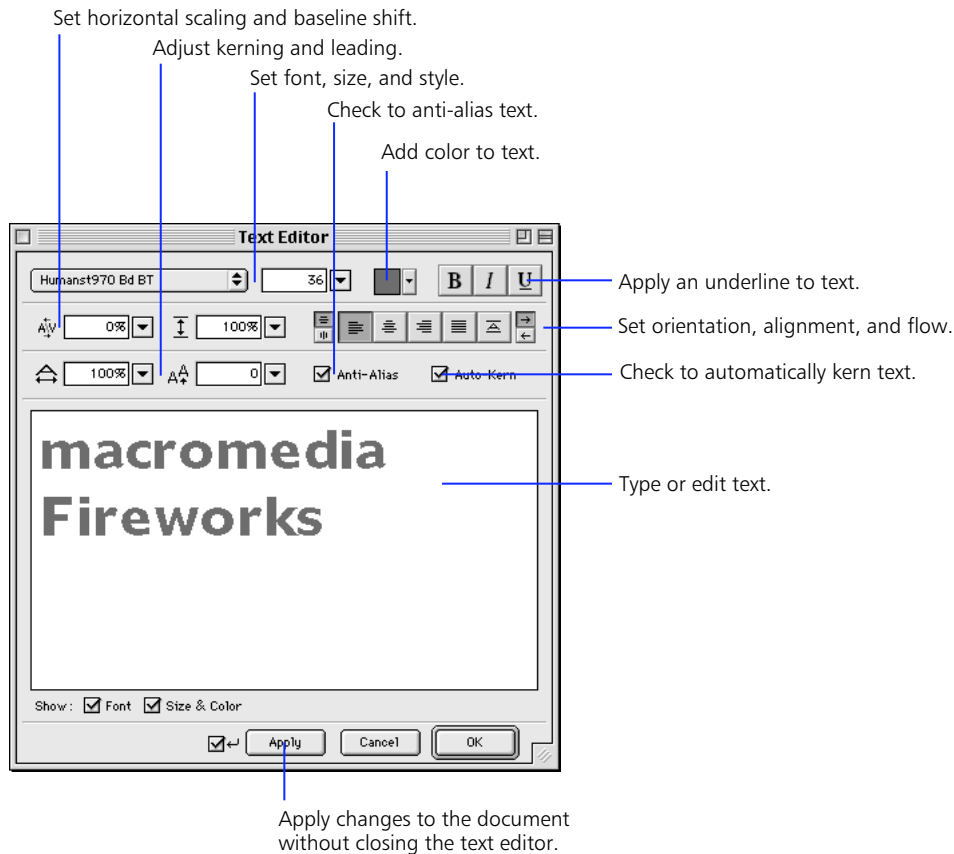 Set horizontal scaling and baseline shift.
Adjust kerning and leading.
Set font, size, and style.
Check to anti-alias text.
Add color to text.
Text Editor
Humanst970 Bd BT
36
B I U
Apply an underline to text.
AV 0% 100%
Set orientation, alignment, and flow.
100% AA 0 Anti-Alias Auto-Kern
Check to automatically kern text.
macromedia
Fireworks
Type or edit text.
Show: Font Size & Color
Apply Cancel OK
Apply changes to the document
without closing the text editor.